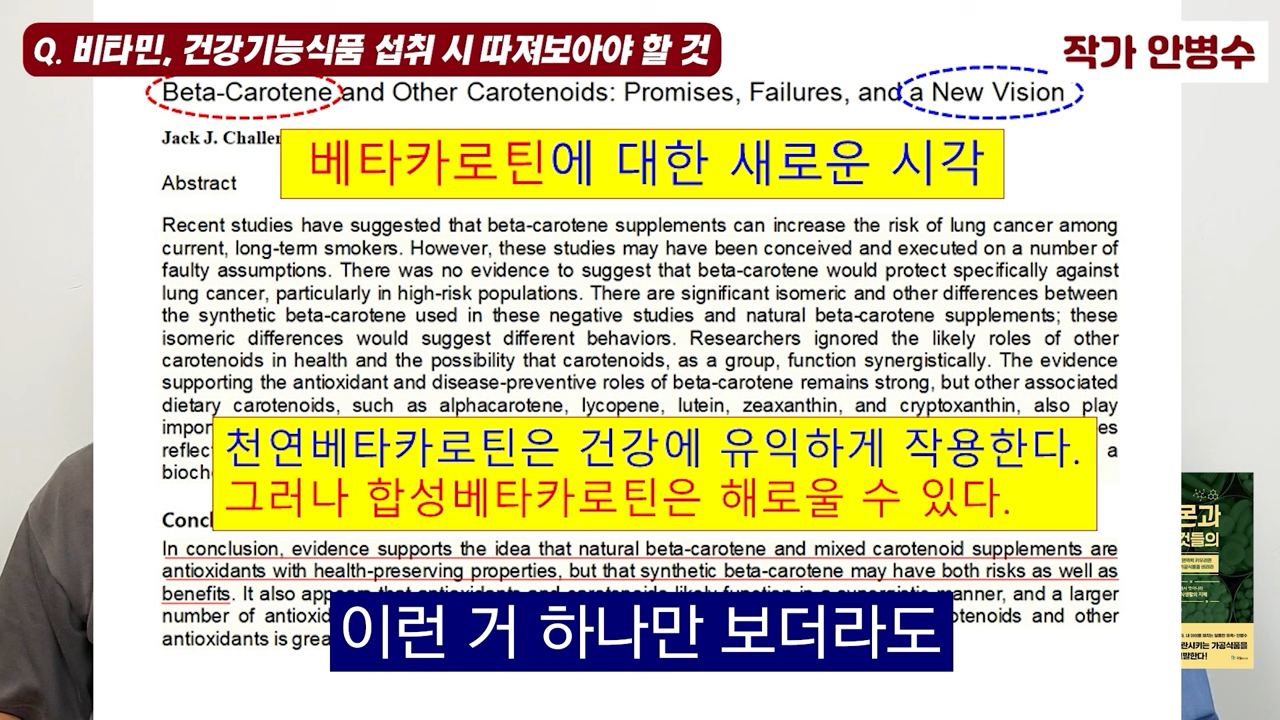 Q. 비타민, 건강기능식품 섭취 시 따져보아야 할 것
작가 안병수
Beta-Carotene and Other Carotenoids: Promises, Failures, and a New Vision
Jack J. Challen
베타카로틴에 대한 새로운 시각
Abstract
Recent studies have suggested that beta-carotene supplements can increase the risk of lung cancer among
current, long-term smokers. However, these studies may have been conceived and executed on a number of
faulty assumptions. There was no evidence to suggest that beta-carotene would protect specifically against
lung cancer, particularly in high-risk populations. There are significant isomeric and other differences between
the synthetic beta-carotene used in these negative studies and natural beta-carotene supplements; these
isomeric differences would suggest different behaviors. Researchers ignored the likely roles of other
carotenoids in health and the possibility that carotenoids, as a group, function synergistically. The evidence
supporting the antioxidant and disease-preventive roles of beta-carotene remains strong, but other associated
dietary carotenoids, such as alphacarotene, lycopene, lutein, zeaxanthin, and cryptoxanthin, also play
천연베타카로틴은 건강에 유익하게 작용한다.
그러나 합성베타카로틴은 해로울 수 있다.
a
In conclusion, evidence supports the idea that natural beta-carotene and mixed carotenoid supplements are
antioxidants with health-preserving properties, but that synthetic beta-carotene may have both risks as well as
benefits. It also manner, and a larger
number of and other
antioxidants is
이런 거 하나만 보더라도
몬과
것들의
가공식품을